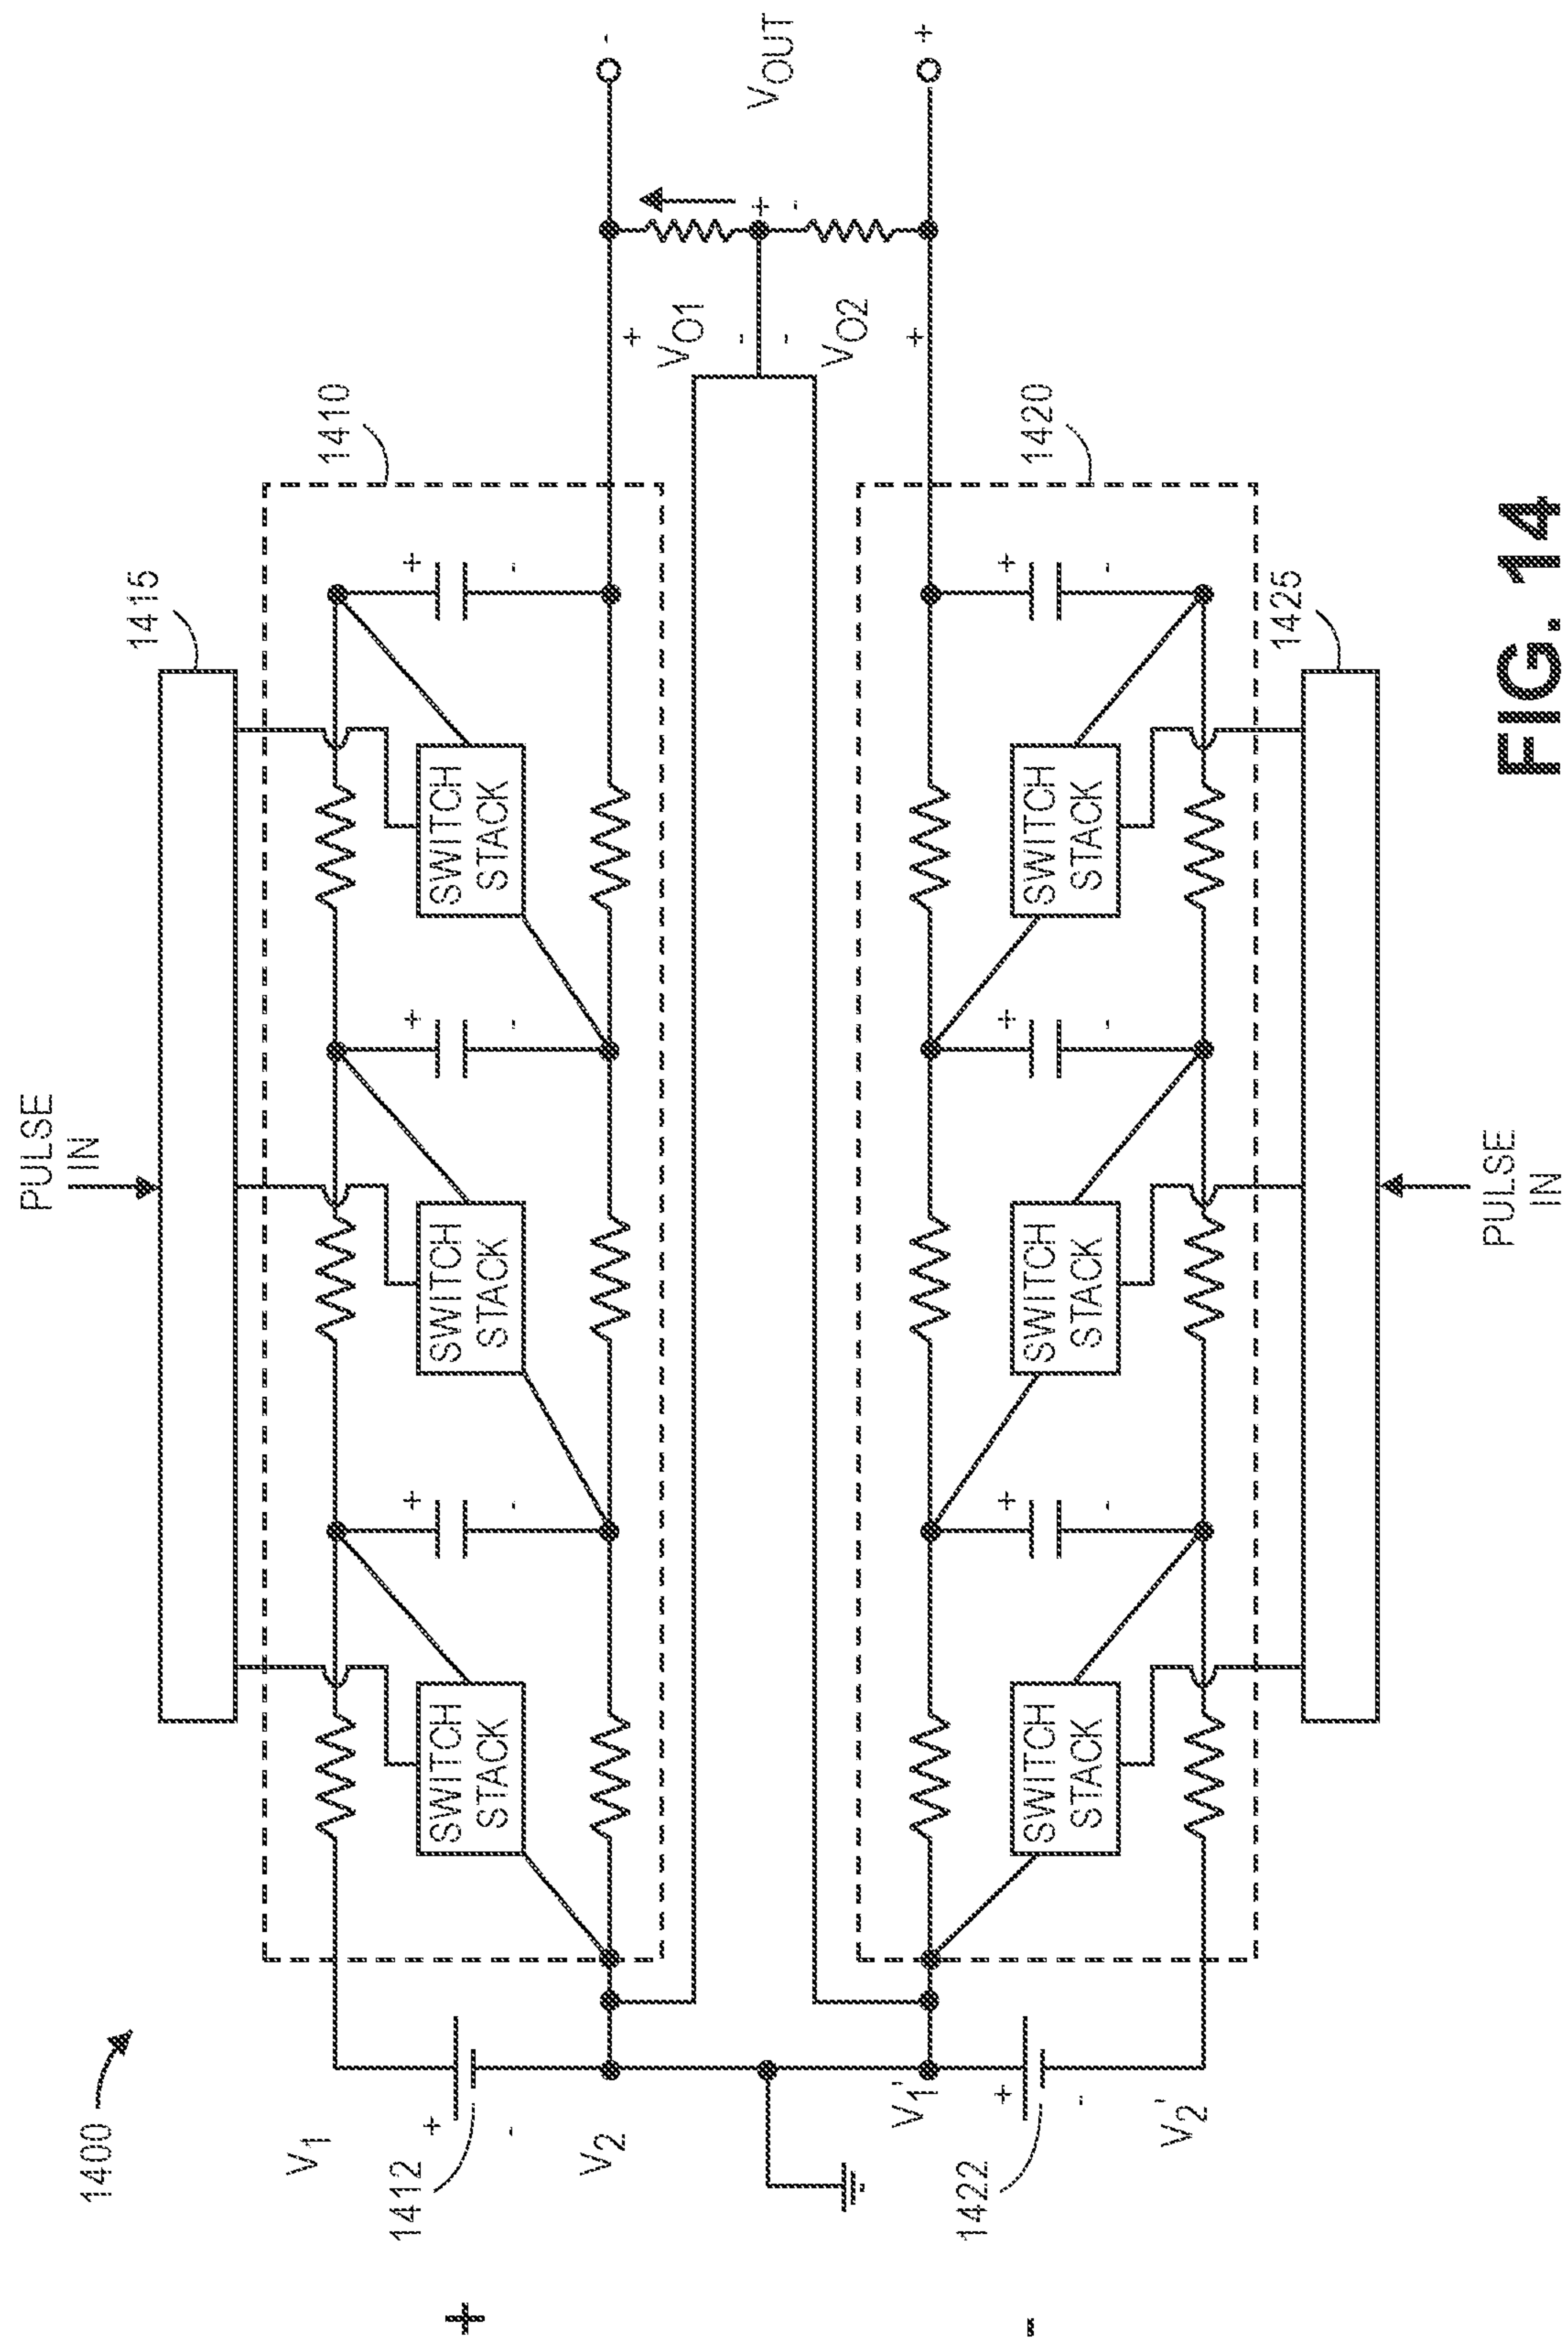 1400
PULSE
IN
1415
1410
V1
+
-
1412
V2
SWITCH
STACK
+
-
SWITCH
STACK
+
-
SWITCH
STACK
+
-
+
VO1
-
-
VO2
+
-
+
-
VOUT
+
V1'
+
-
1422
V2'
SWITCH
STACK
+
-
SWITCH
STACK
+
-
SWITCH
STACK
+
-
1420
1425
PULSE
IN
+
-
FIG. 14